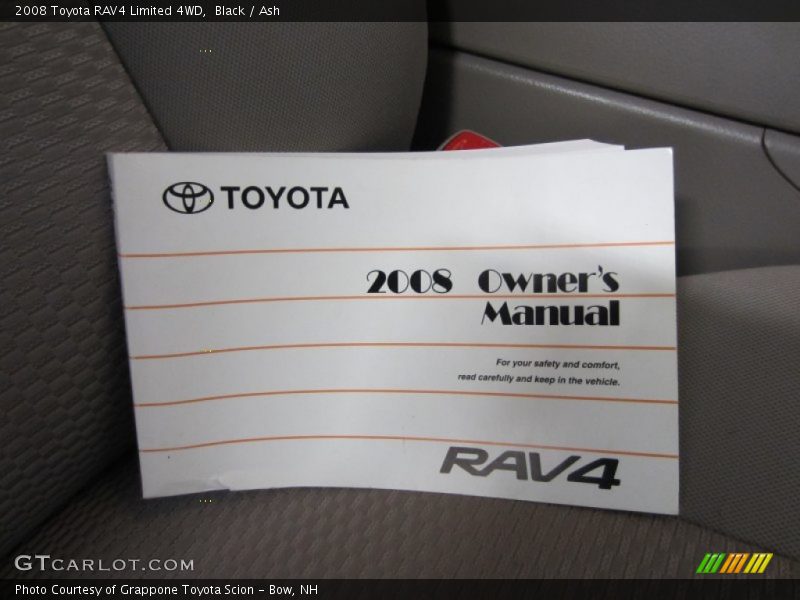 2008 Toyota RAV4 Limited 4WD,  Black / Ash
TOYOTA
2008 Owner's
Manual
For your safety and comfort,
read carefully and keep in the vehicle.
RAV4
GTCARLOT.COM
Photo Courtesy of Grappone Toyota Scion - Bow, NH